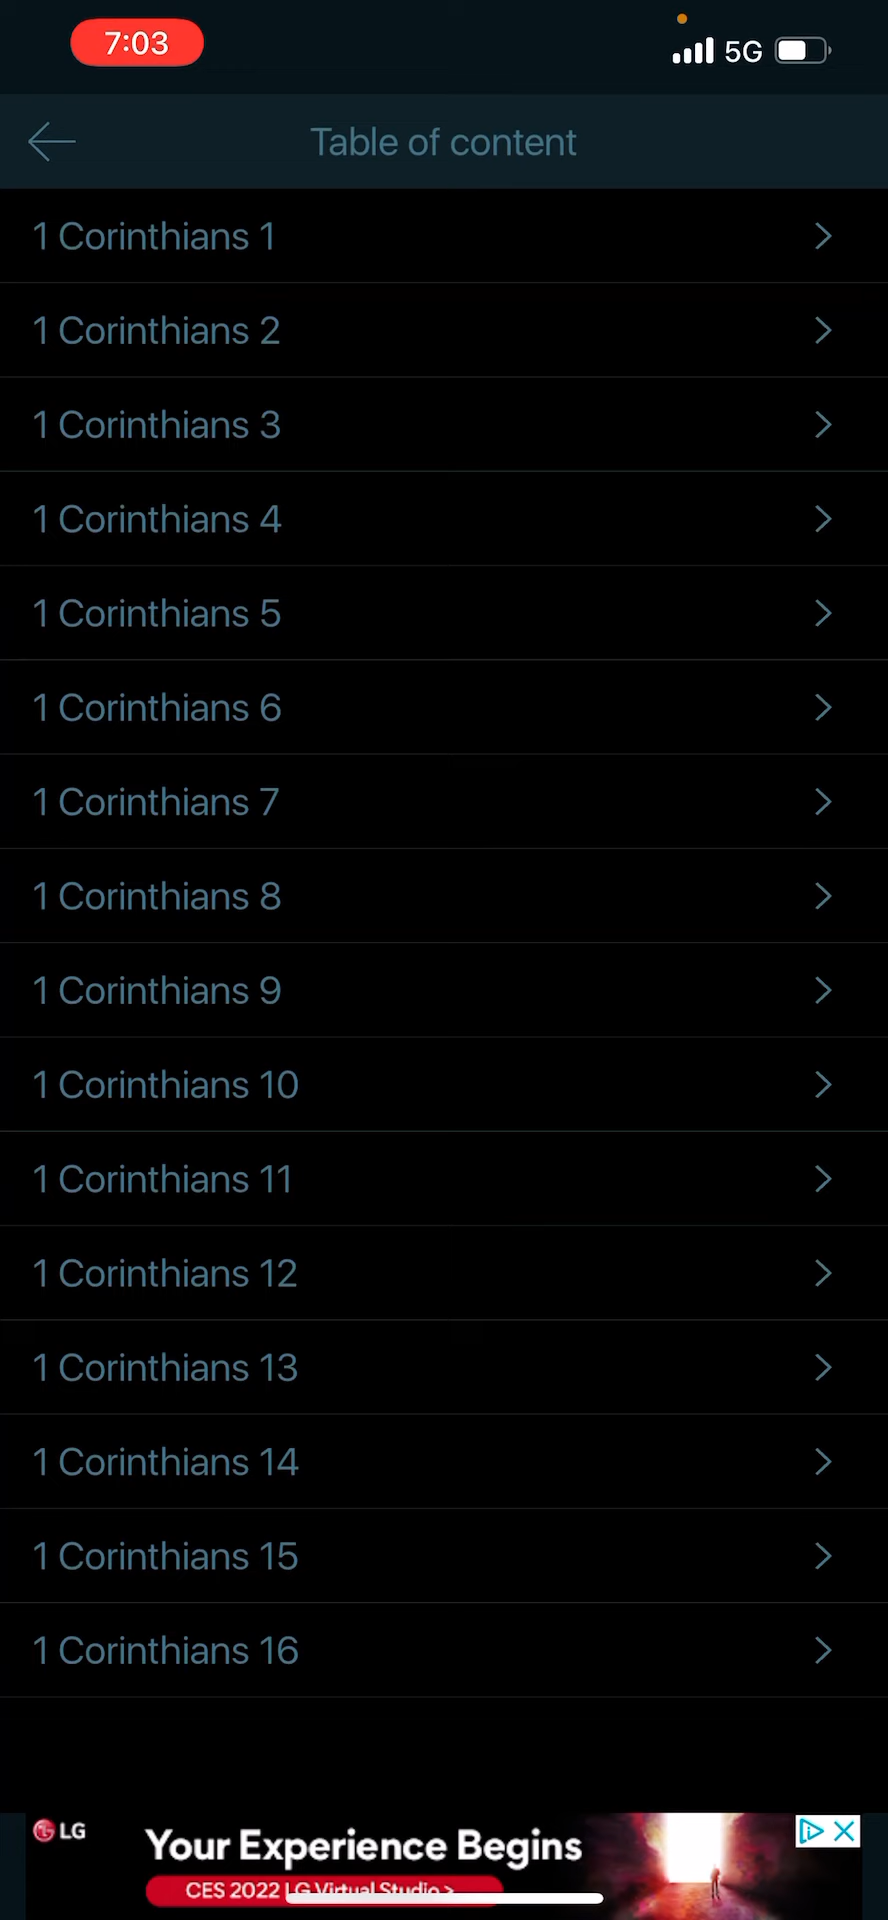 7:03
5G
Table of content
1 Corinthians 1
1 Corinthians 2
1 Corinthians 3
1 Corinthians 4
1 Corinthians 5
1 Corinthians 6
1 Corinthians 7
1 Corinthians 8
1 Corinthians 9
1 Corinthians 10
1 Corinthians 11
1 Corinthians 12
1 Corinthians 13
1 Corinthians 14
1 Corinthians 15
1 Corinthians 16
LG
Your Experience Begins
CES 2022 LG Virtual Studio >